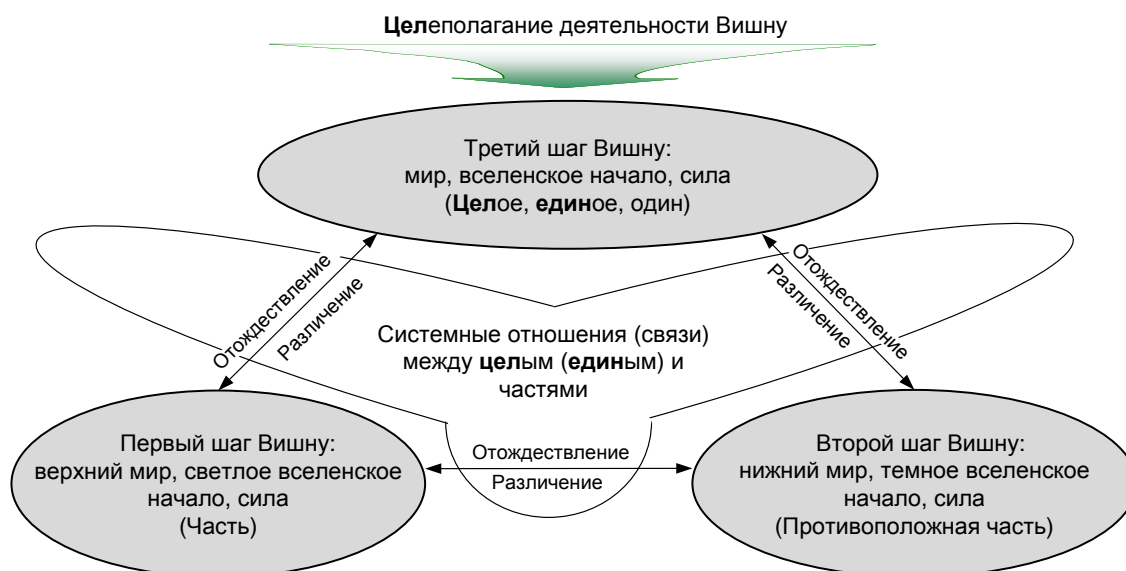 Целеполагание деятельности Вишну
Третий шаг Вишну:
мир, вселенское начало, сила
(Целое, единое, один)
Отождествление
Различение
Отождествление
Различение
Системные отношения (связи)
между целым (единым) и
частями
Первый шаг Вишну:
верхний мир, светлое вселенское
начало, сила
(Часть)
Отождествление
Различение
Второй шаг Вишну:
нижний мир, темное вселенское
начало, сила
(Противоположная часть)